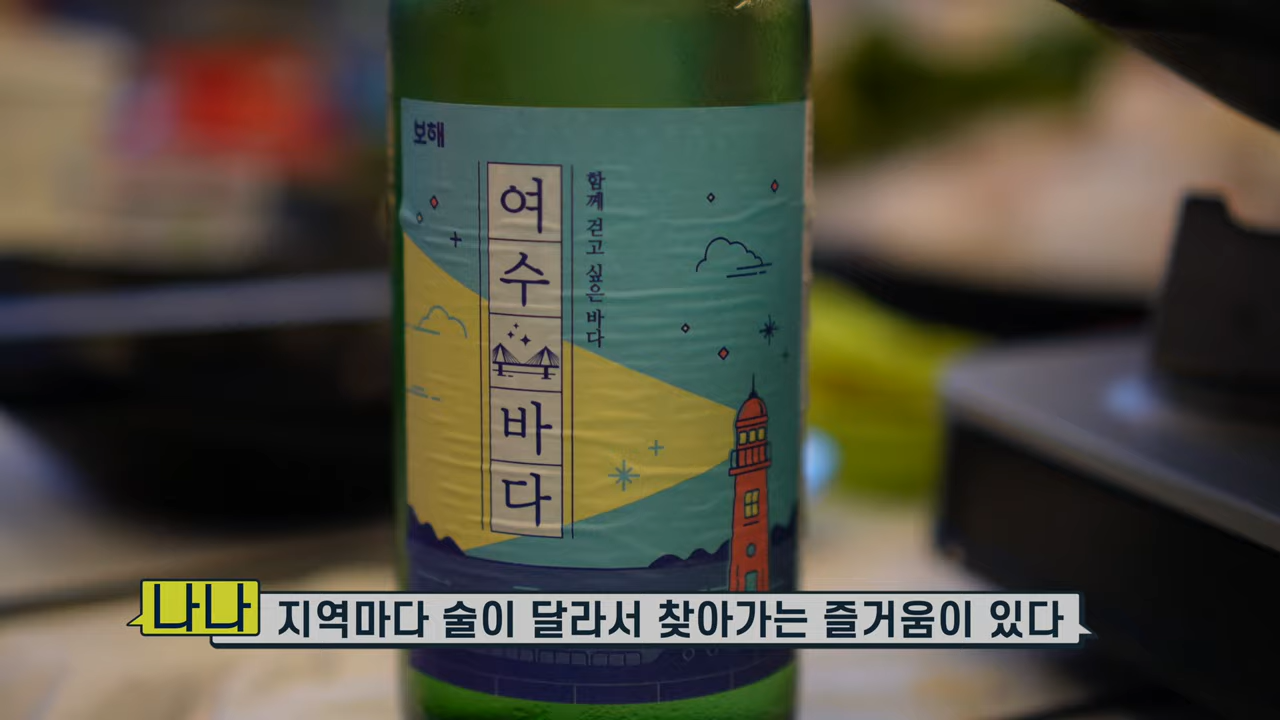 보해
여수바다
함께 걷고 싶은 바다
나나
지역마다 술이 달라서 찾아가는 즐거움이 있다